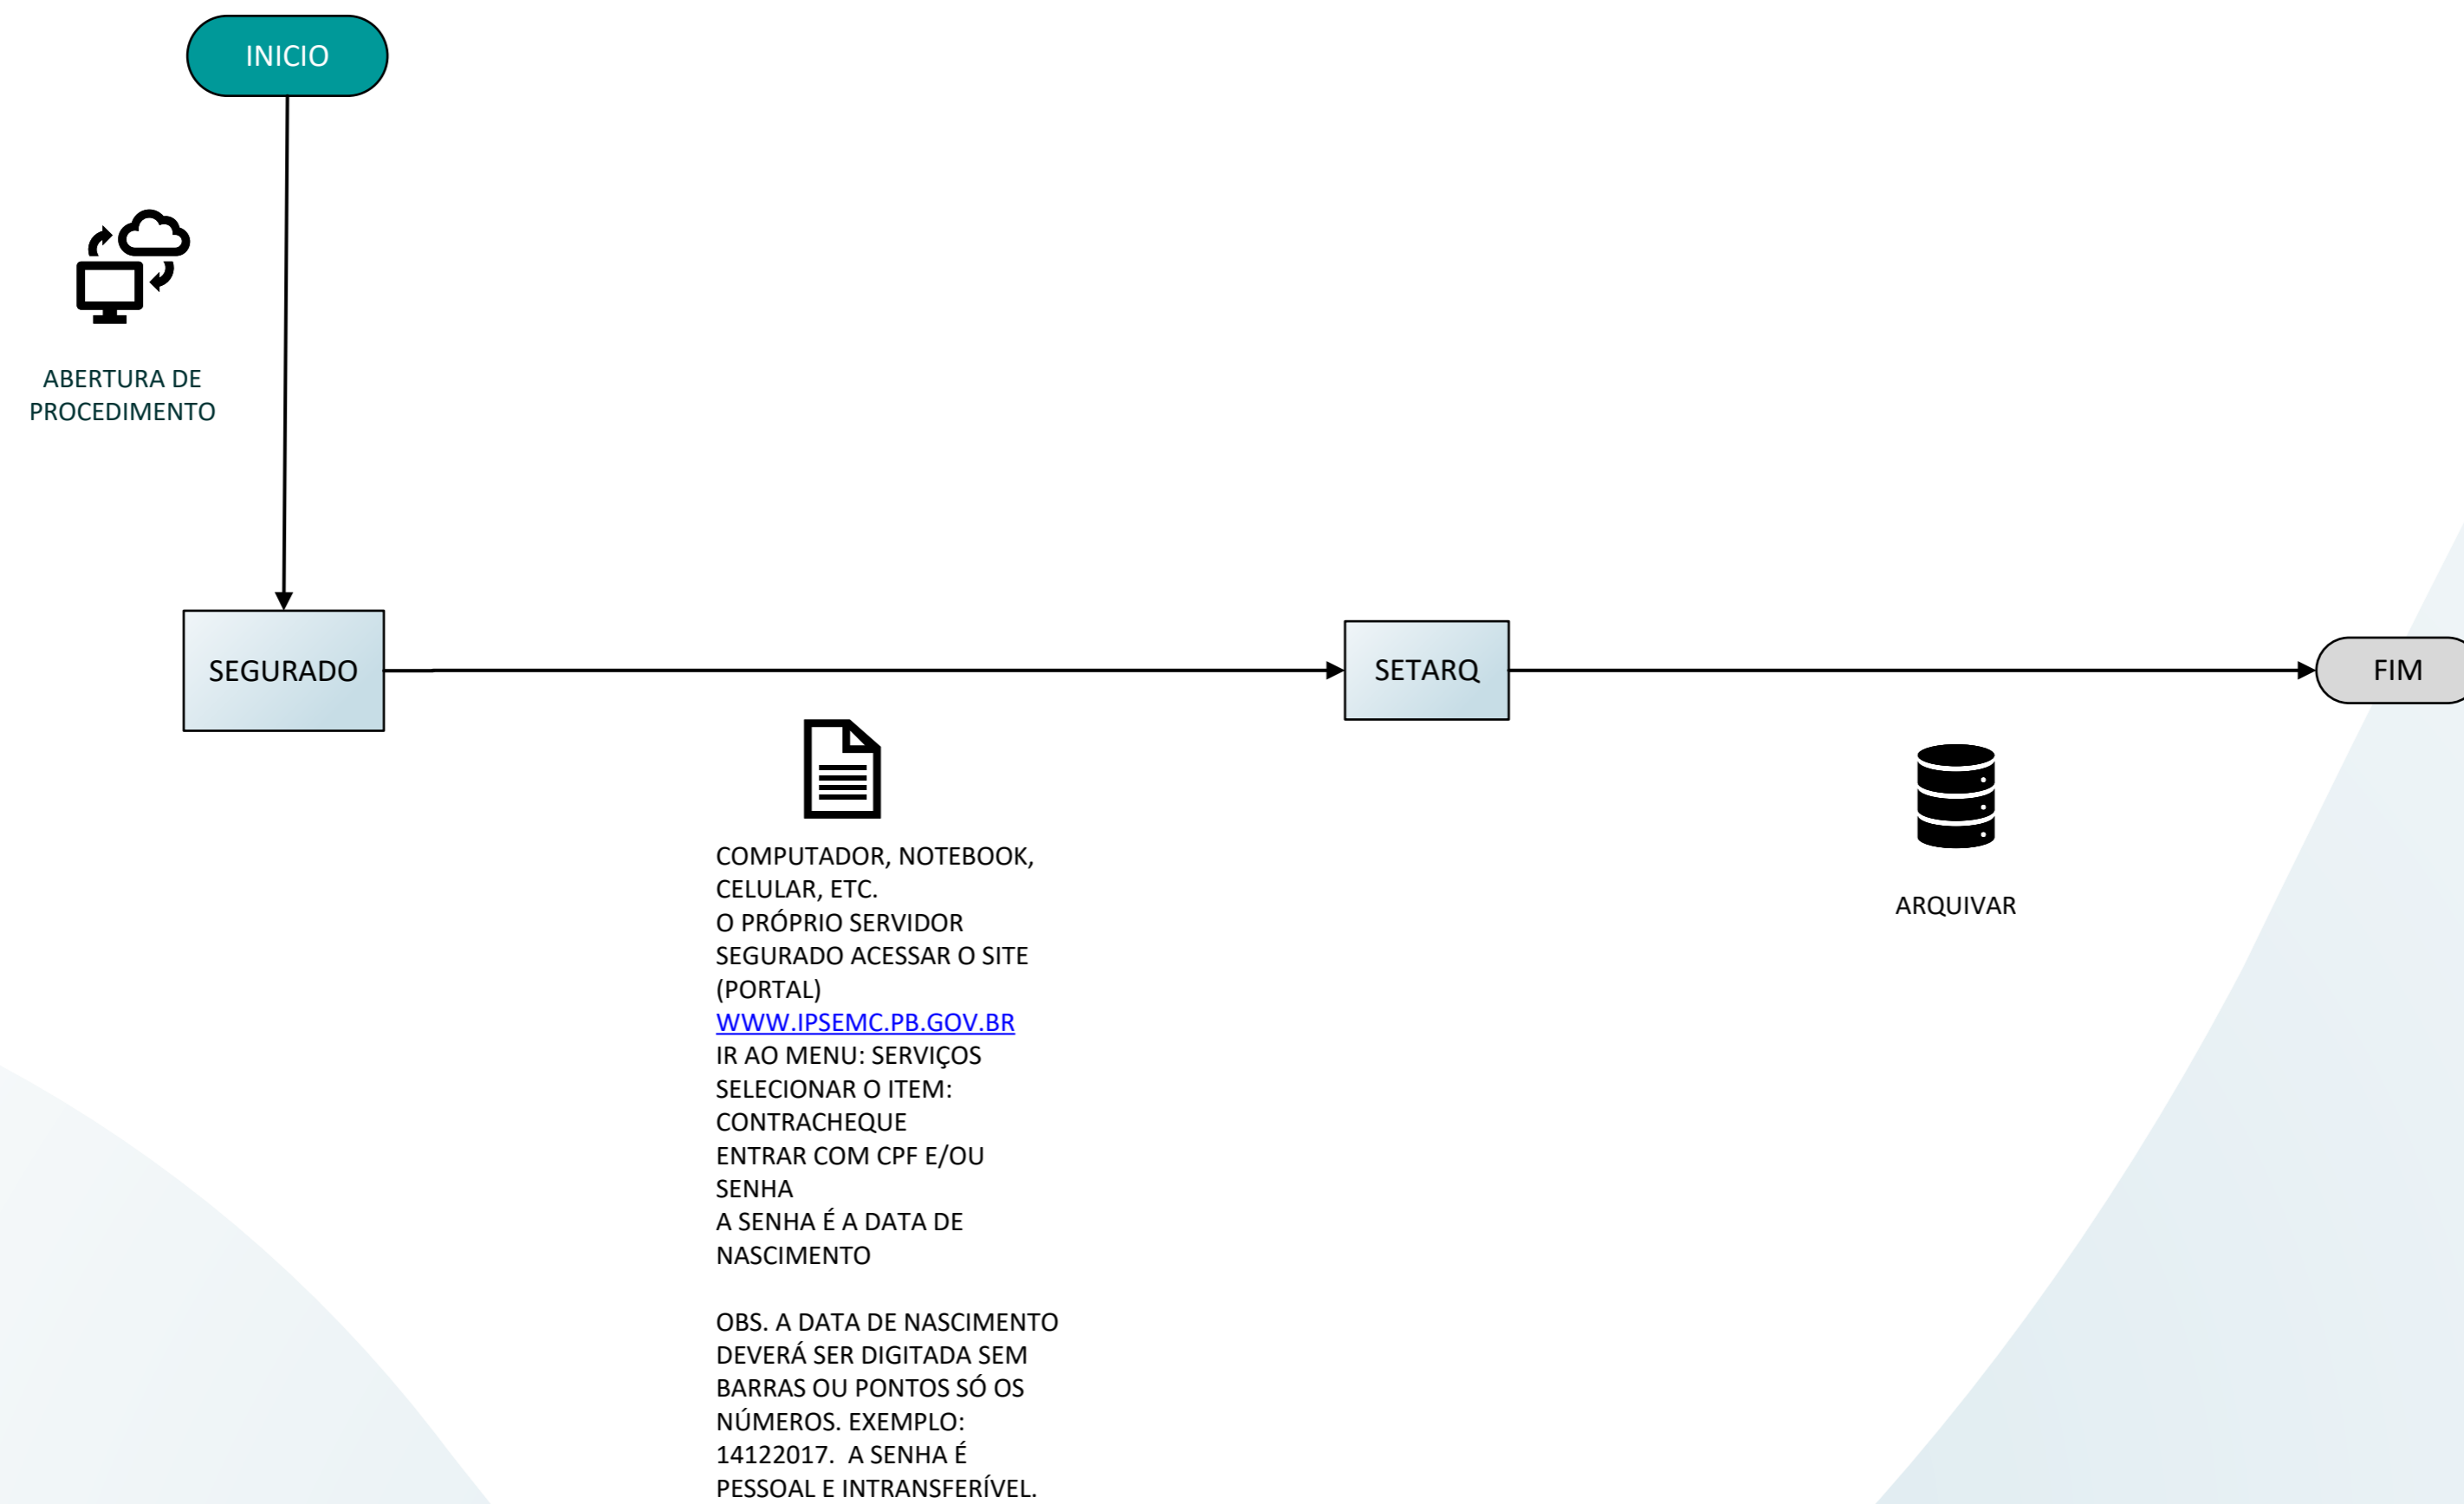 INICIO
ABERTURA DE
PROCEDIMENTO
SEGURADO
SETARQ
FIM
COMPUTADOR, NOTEBOOK,
CELULAR, ETC.
O PRÓPRIO SERVIDOR
SEGURADO ACESSAR O SITE
(PORTAL)
WWW.IPSEMC.PB.GOV.BR
IR AO MENU: SERVIÇOS
SELECIONAR O ITEM:
CONTRACHEQUE
ENTRAR COM CPF E/OU
SENHA
A SENHA É A DATA DE
NASCIMENTO
OBS. A DATA DE NASCIMENTO
DEVERÁ SER DIGITADA SEM
BARRAS OU PONTOS SÓ OS
NÚMEROS. EXEMPLO:
14122017.  A SENHA É
PESSOAL E INTRANSFERÍVEL.
ARQUIVAR